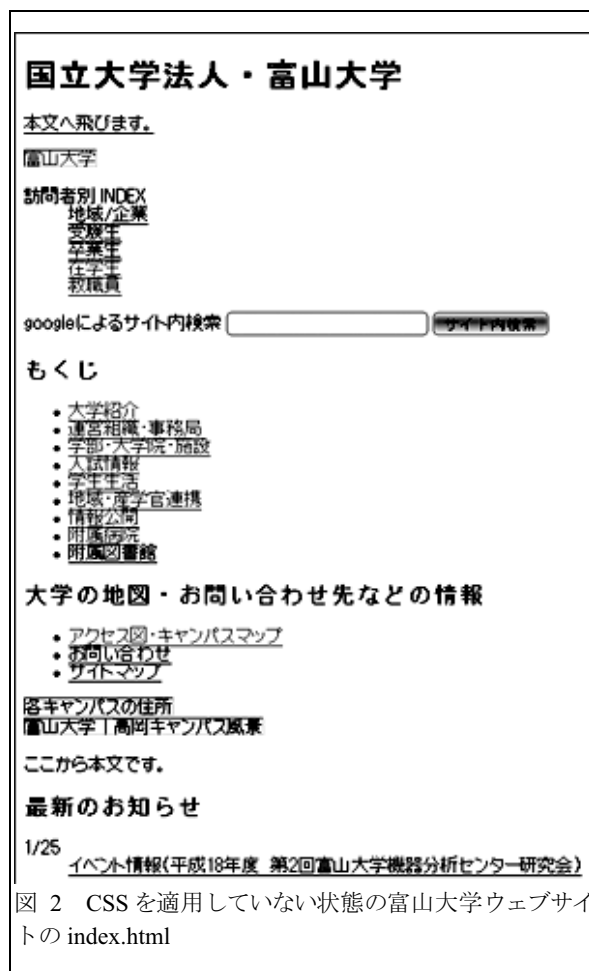 国立大学法人・富山大学
本文へ飛びます。
富山大学
訪問者別 INDEX
地域/企業
受験生
卒業生
在学生
教職員
googleによるサイト内検索 サイト内検索
もくじ
大学紹介
運営組織・事務局
学部・大学院・施設
入試情報
学生生活
地域・産学官連携
情報公開
附属病院
附属図書館
大学の地図・お問い合わせ先などの情報
アクセス図・キャンパスマップ
お問い合わせ
サイトマップ
各キャンパスの住所
富山大学|高岡キャンパス風景
ここから本文です。
最新のお知らせ
1/25
イベント情報(平成18年度 第2回富山大学機器分析センター研究会)
図 2 CSS を適用していない状態の富山大学ウェブサイ
トの index.html